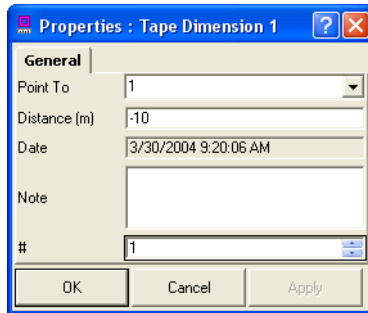 Properties : Tape Dimension 1
General
Point To 1
Distance (m) -10
Date 3/30/2004 9:20:06 AM
Note
# 1
OK Cancel Apply